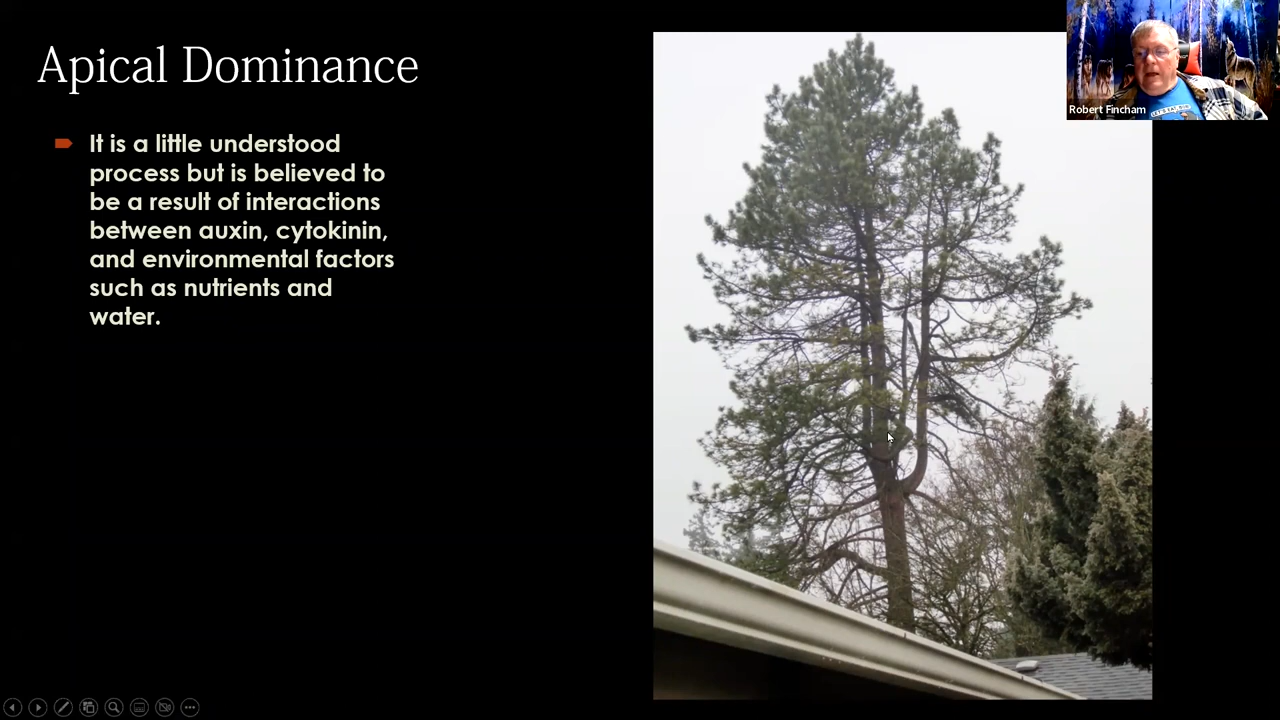 Apical Dominance
It is a little understood
process but is believed to
be a result of interactions
between auxin, cytokinin,
and environmental factors
such as nutrients and
water.
Robert Fincham